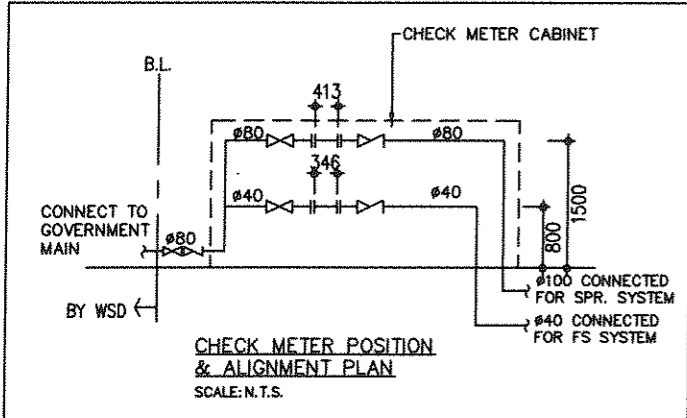 CHECK METER CABINET
B.L.
413
ø80
ø80
346
ø40
ø40
1500
800
CONNECT TO
GOVERNMENT
MAIN
ø80
BY WSD
ø100 CONNECTED
FOR SPR. SYSTEM
ø40 CONNECTED
FOR FS SYSTEM
CHECK METER POSITION
& ALIGNMENT PLAN
SCALE: N.T.S.